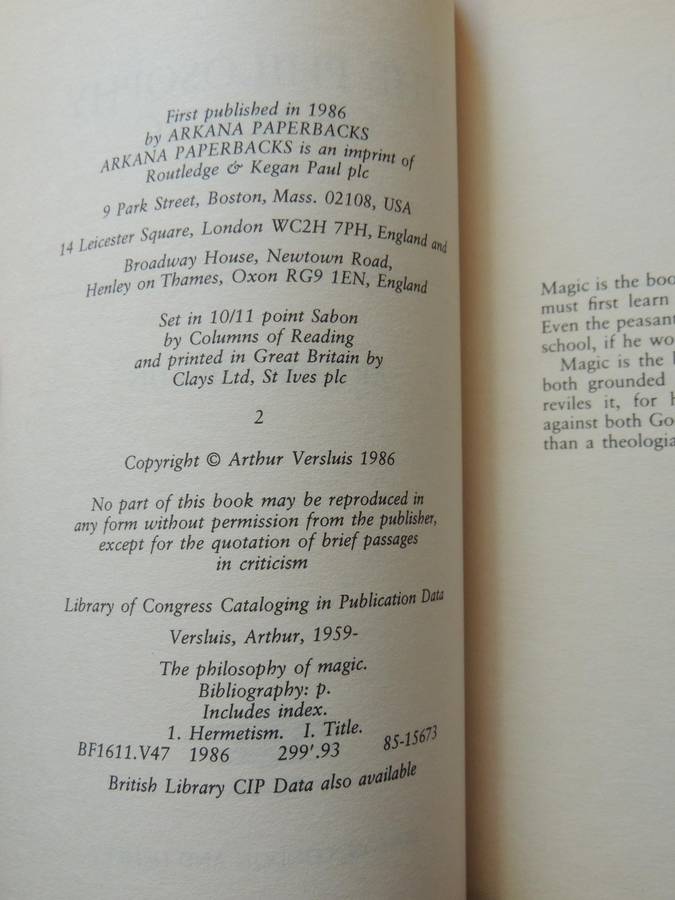 First published in 1986
by ARKANA PAPERBACKS
ARKANA PAPERBACKS is an imprint of
Routledge & Kegan Paul plc
9 Park Street, Boston, Mass. 02108, USA
14 Leicester Square, London WC2H 7PH, England and
Broadway House, Newtown Road,
Henley on Thames, Oxon RG9 1EN, England
Set in 10/11 point Sabon
by Columns of Reading
and printed in Great Britain by
Clays Ltd, St Ives plc
2
Copyright © Arthur Versluis 1986
No part of this book may be reproduced in
any form without permission from the publisher,
except for the quotation of brief passages
in criticism
Library of Congress Cataloging in Publication Data
Versluis, Arthur, 1959-
The philosophy of magic.
Bibliography: p.
Includes index.
1. Hermetism. I. Title.
BF1611.V47 1986 299'.93 85-15673
British Library CIP Data also available
Magic is the boo
must first learn
Even the peasant
school, if he wo
Magic is the
both grounded
reviles it, for
against both Go
than a theologia